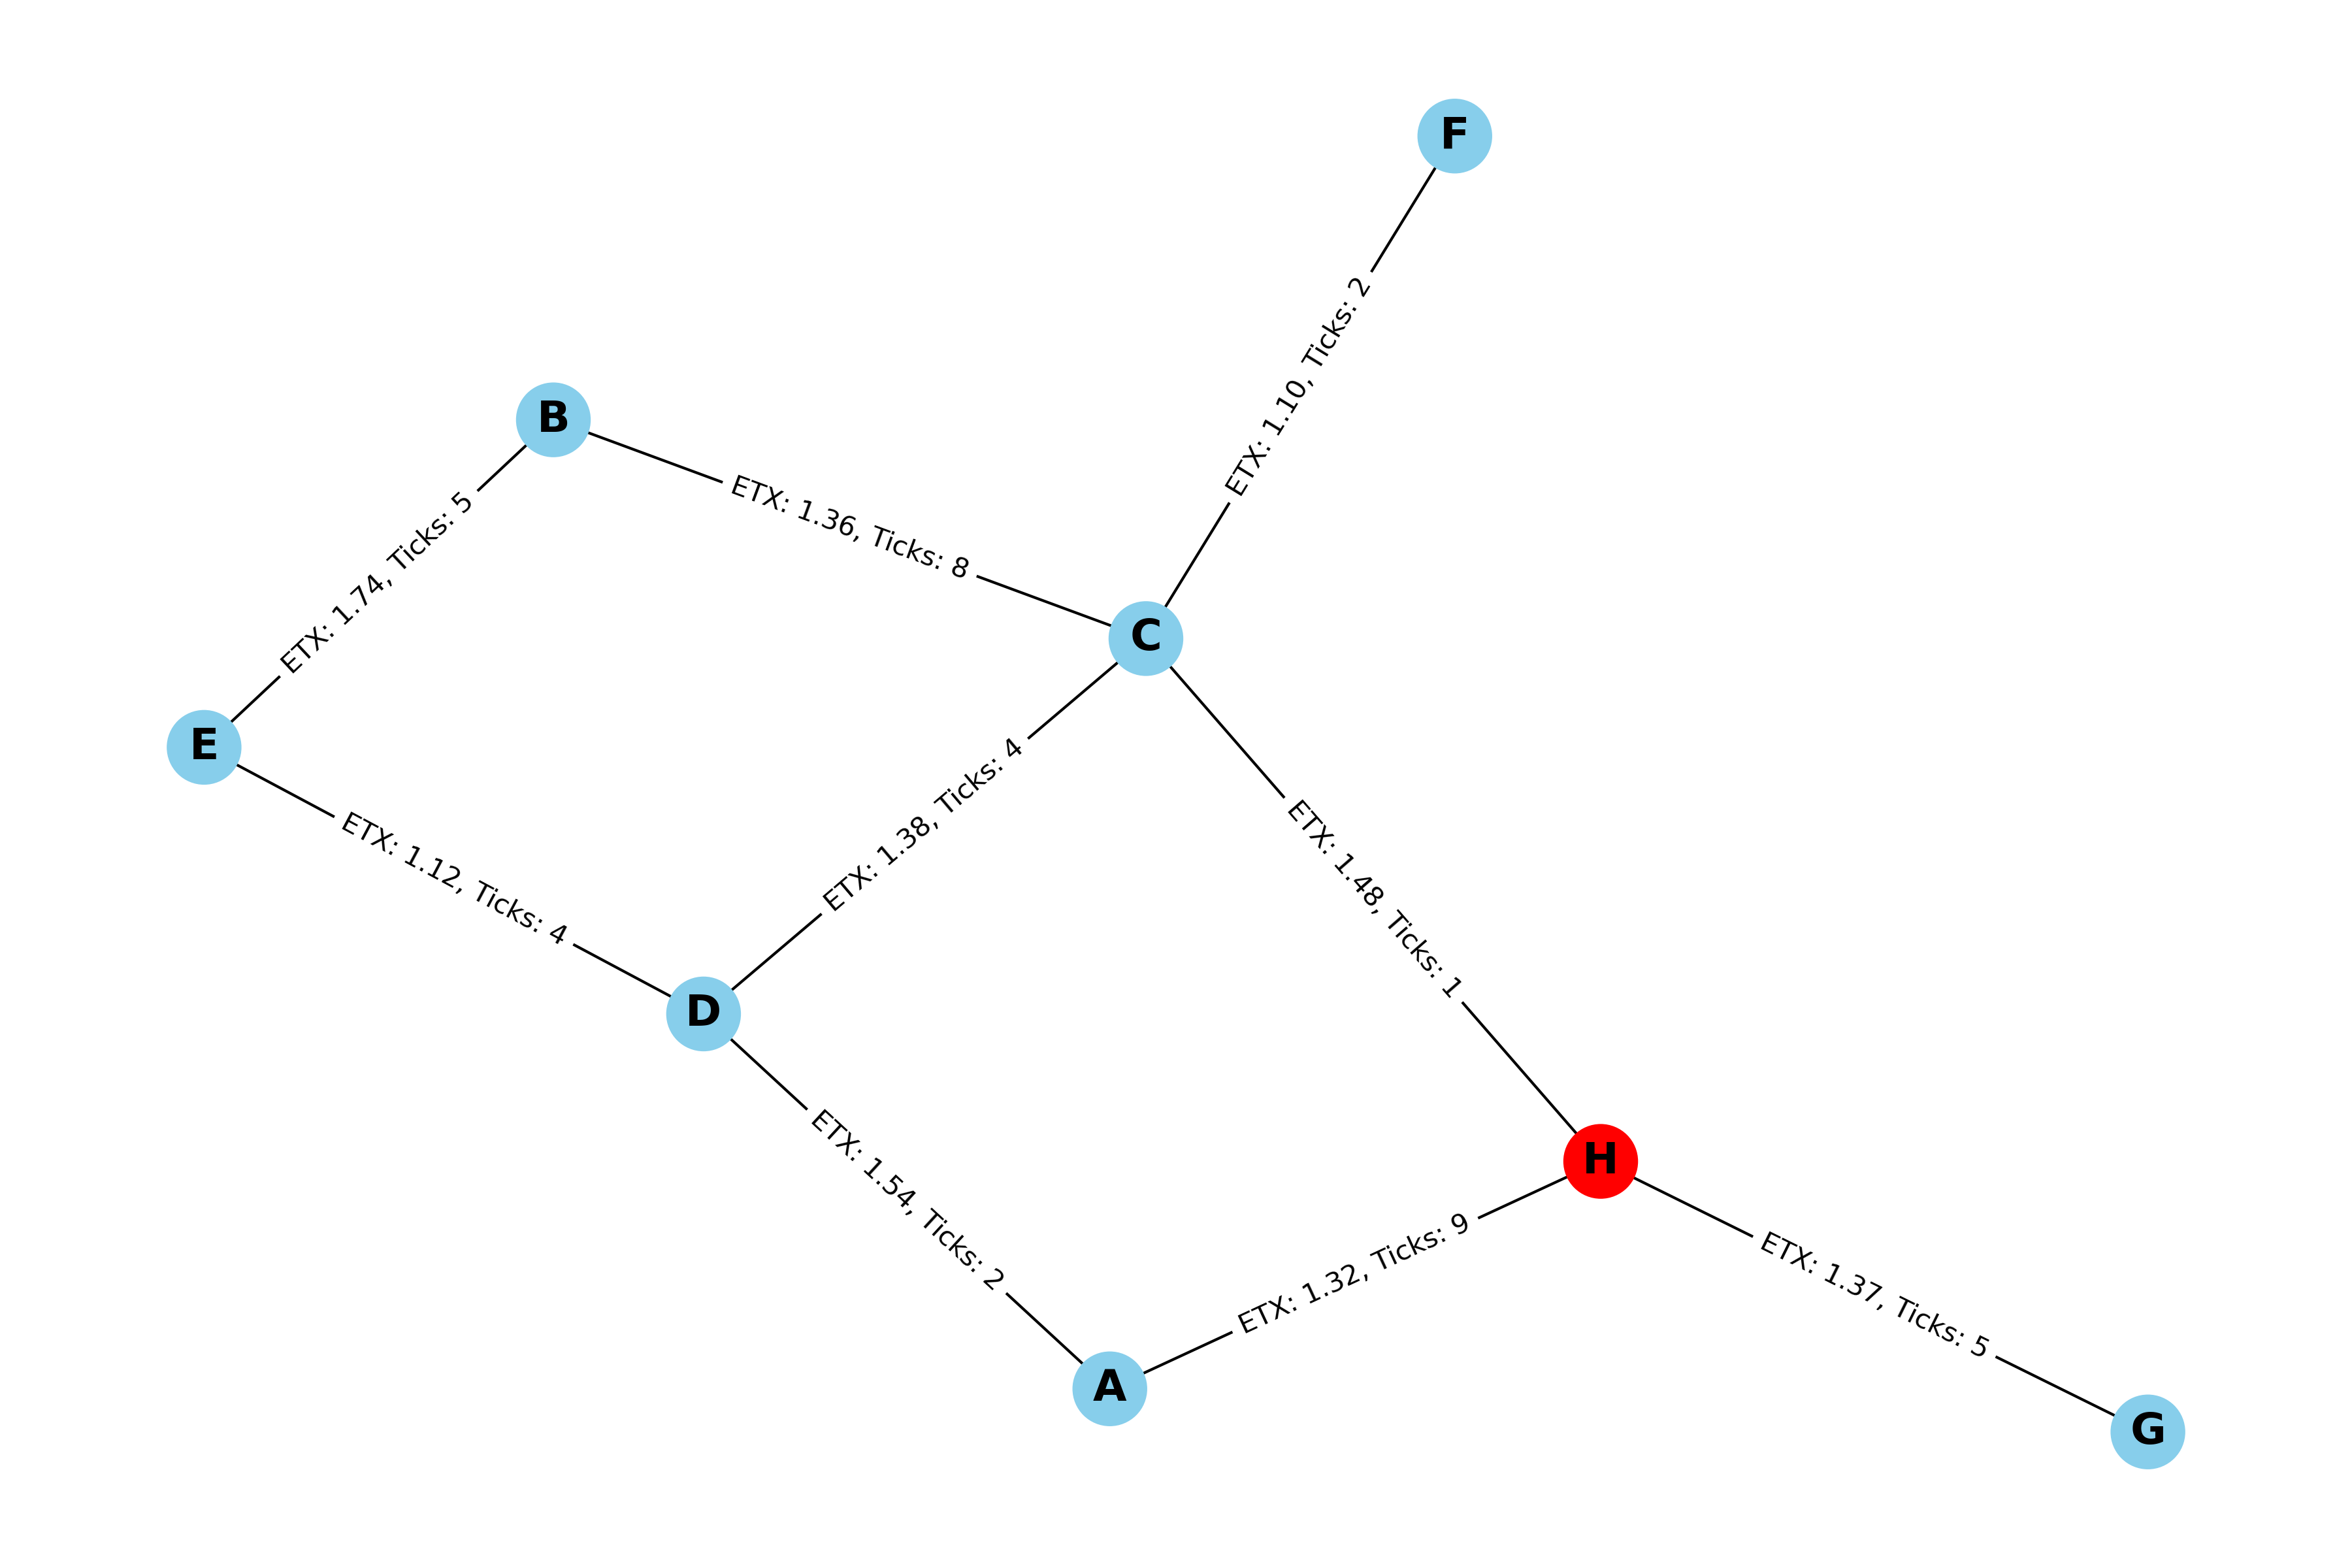 F
ETX: 1.10, Ticks: 2
B
ETX: 1.36, Ticks: 8
ETX: 1.74, Ticks: 5
C
E
ETX: 1.38, Ticks: 4
ETX: 1.12, Ticks: 4
ETX: 1.48, Ticks: 1
D
H
ETX: 1.54, Ticks: 2
ETX: 1.32, Ticks: 9
ETX: 1.37, Ticks: 5
A
G